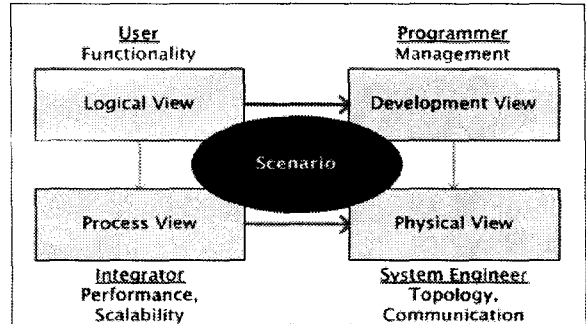 User
Functionality
Programmer
Management
Logical View
Development View
Scenario
Process View
Physical View
Integrator
Performance,
Scalability
System Engineer
Topology,
Communication